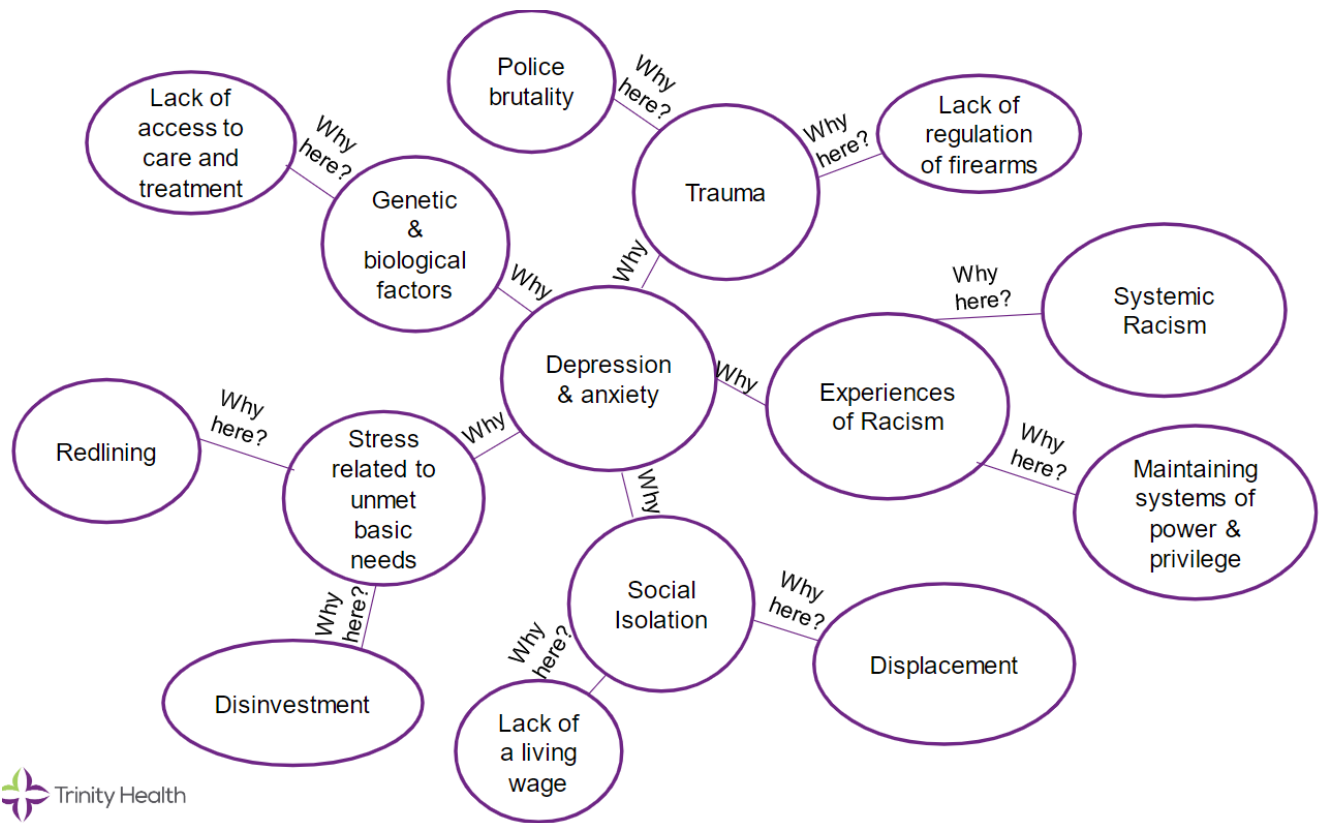 Police
brutality
Why
here?
Lack of
access to
care and
treatment
Why
here?
Why
here?
Lack of
regulation
of firearms
Trauma
Genetic
&
biological
factors
Why
Why
Systemic
Racism
Why
here?
Depression
& anxiety
Why
Experiences
of Racism
Why
here?
Maintaining
systems of
power &
privilege
Redlining
Why
here?
Stress
related to
unmet
basic
needs
Why
Why
Social
Isolation
Why
here?
Displacement
Why
here?
Disinvestment
Why
here?
Lack of
a living
wage
Trinity Health